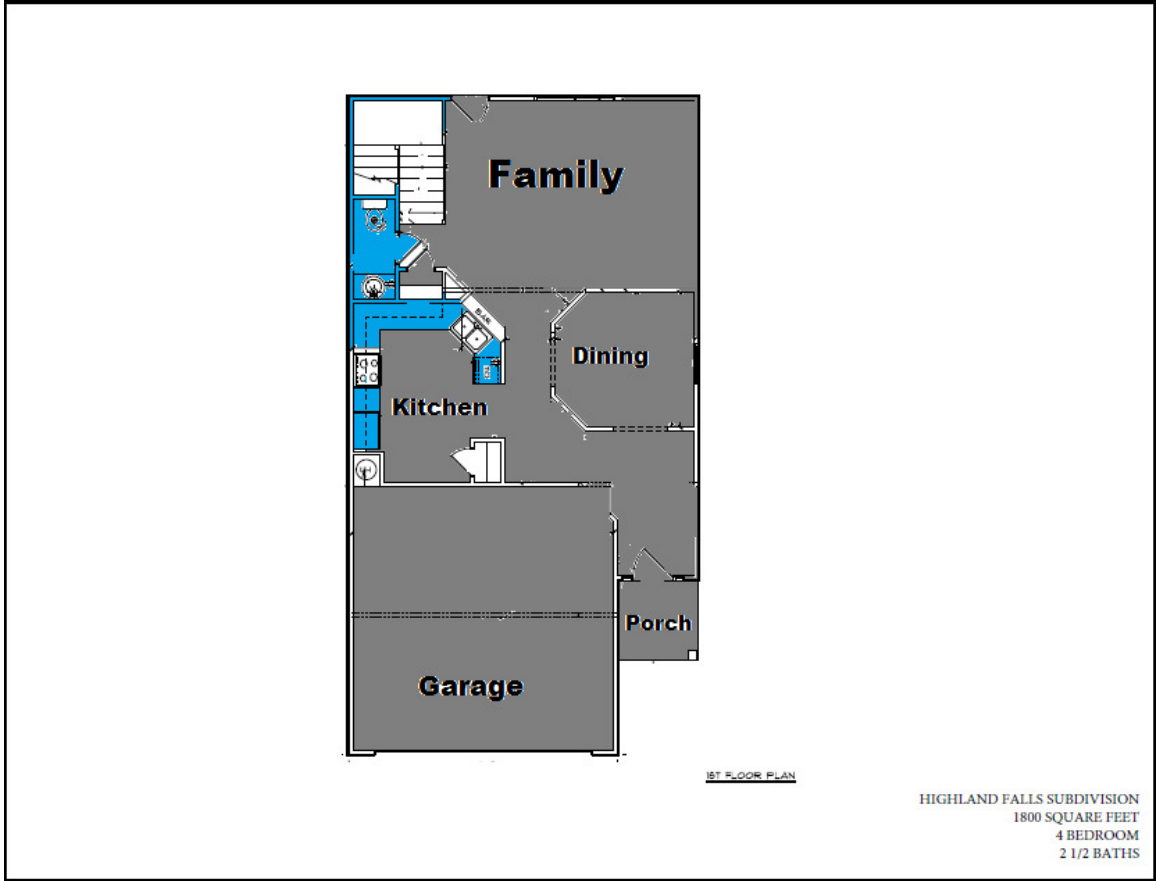 Family
BAR
Dining
Kitchen
Porch
Garage
1ST FLOOR PLAN
HIGHLAND FALLS SUBDIVISION
1800 SQUARE FEET
4 BEDROOM
2 1/2 BATHS